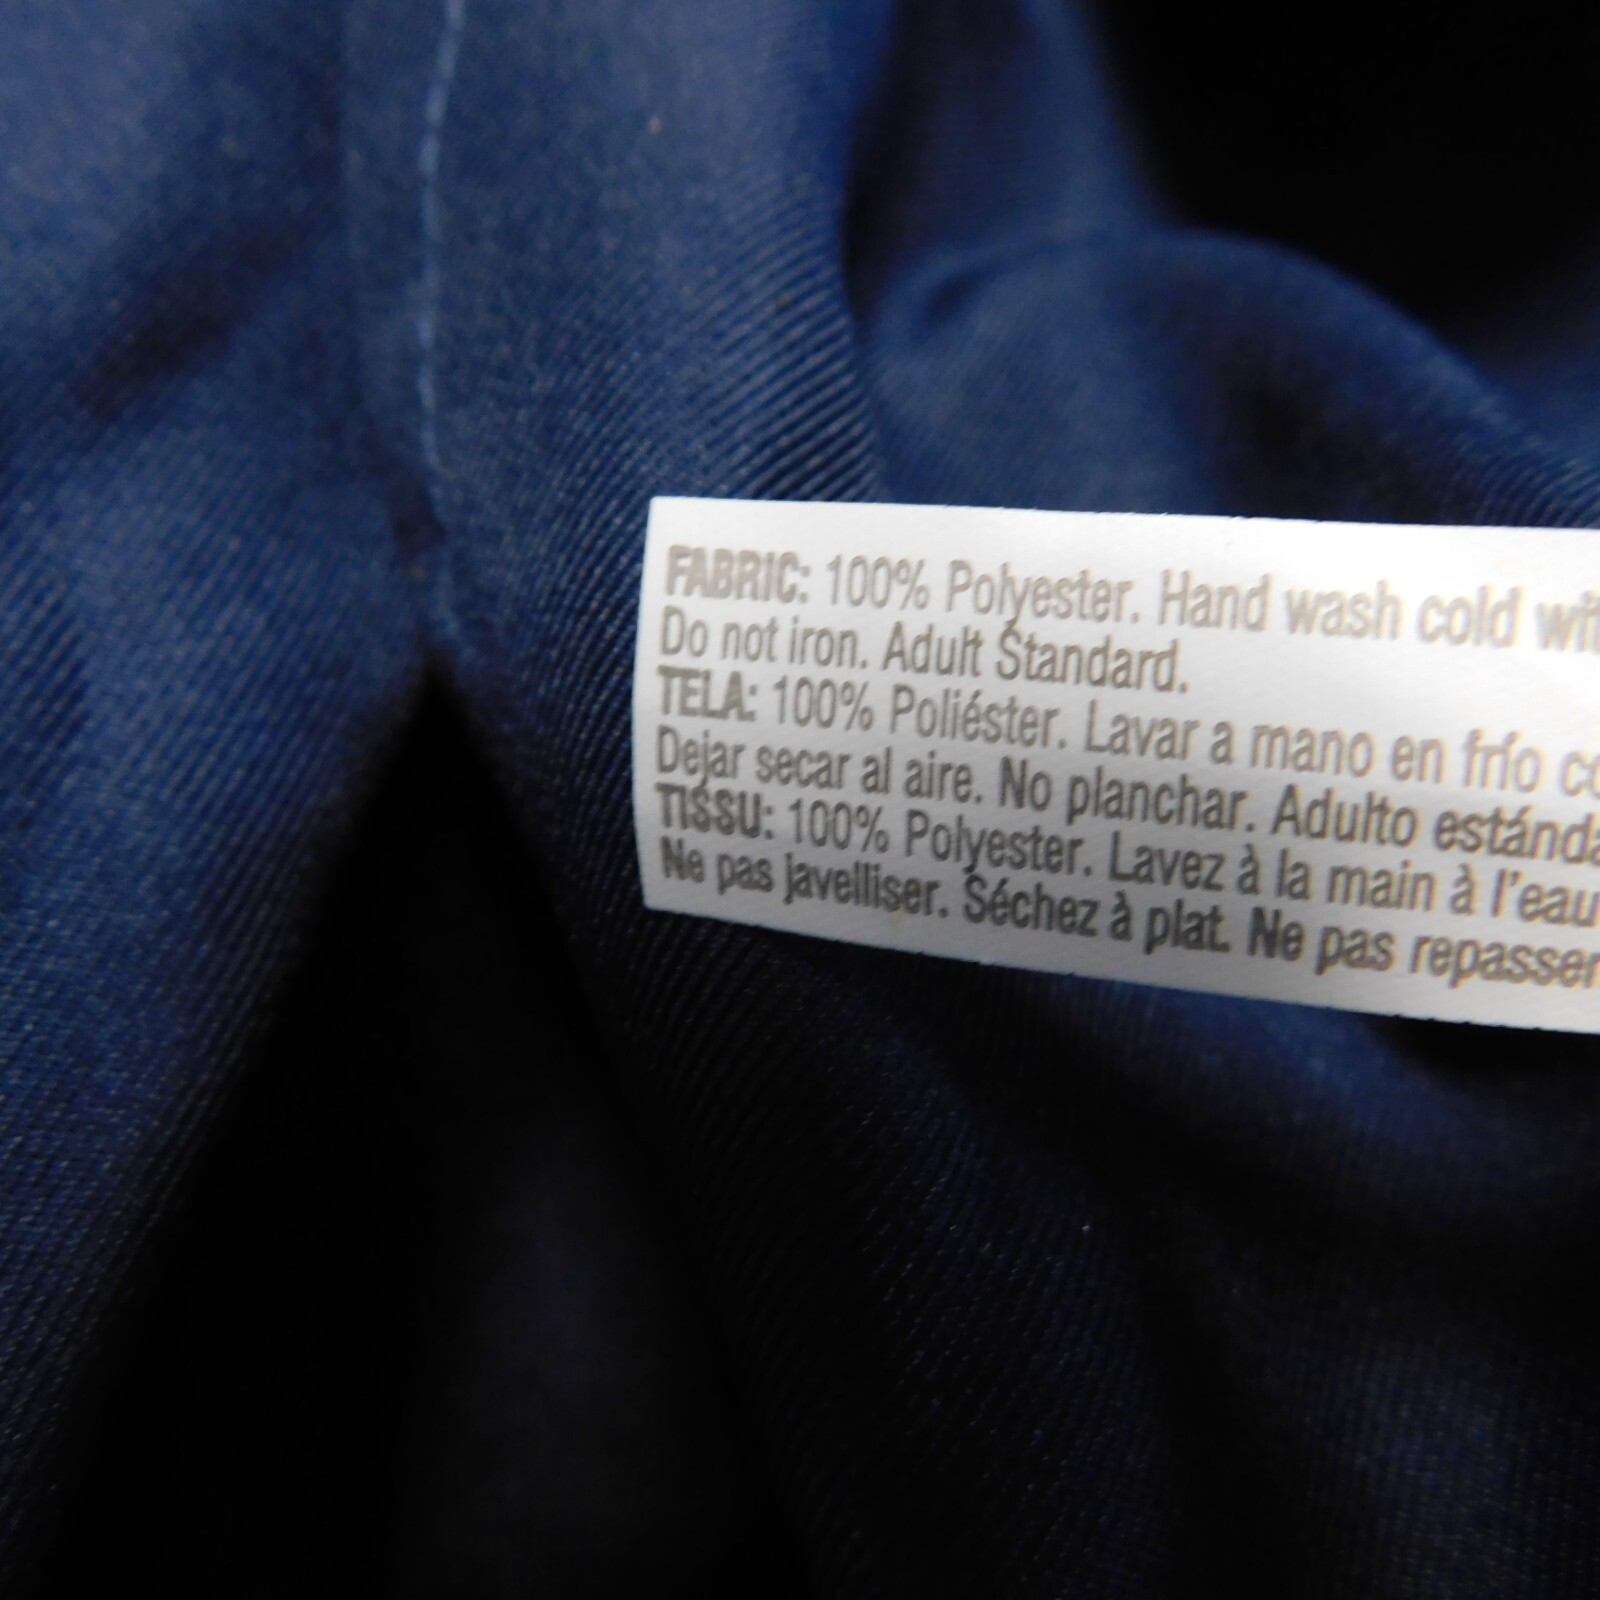 FABRIC: 100% Polyester. Hand wash cold
Do not iron. Adult Standard.
TELA: 100% Poliéster. Lavar a mano en frío
Dejar secar al aire. No planchar. Adulto
TISSU: 100% Polyester. Lavez à la main à l'eau
Ne pas javelliser. Séchez à plat. Ne pas repasser